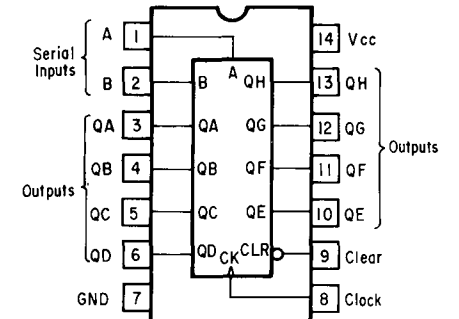 A 1 14 Vcc
Serial
Inputs
A
B 2 B QH 13 QH
QA 3 QA QG 12 QG
QB 4 QB QF 11 QF
Outputs
Outputs
QC 5 QC QE 10 QE
QD 6 QD CK CLR 9 Clear
GND 7 8 Clock